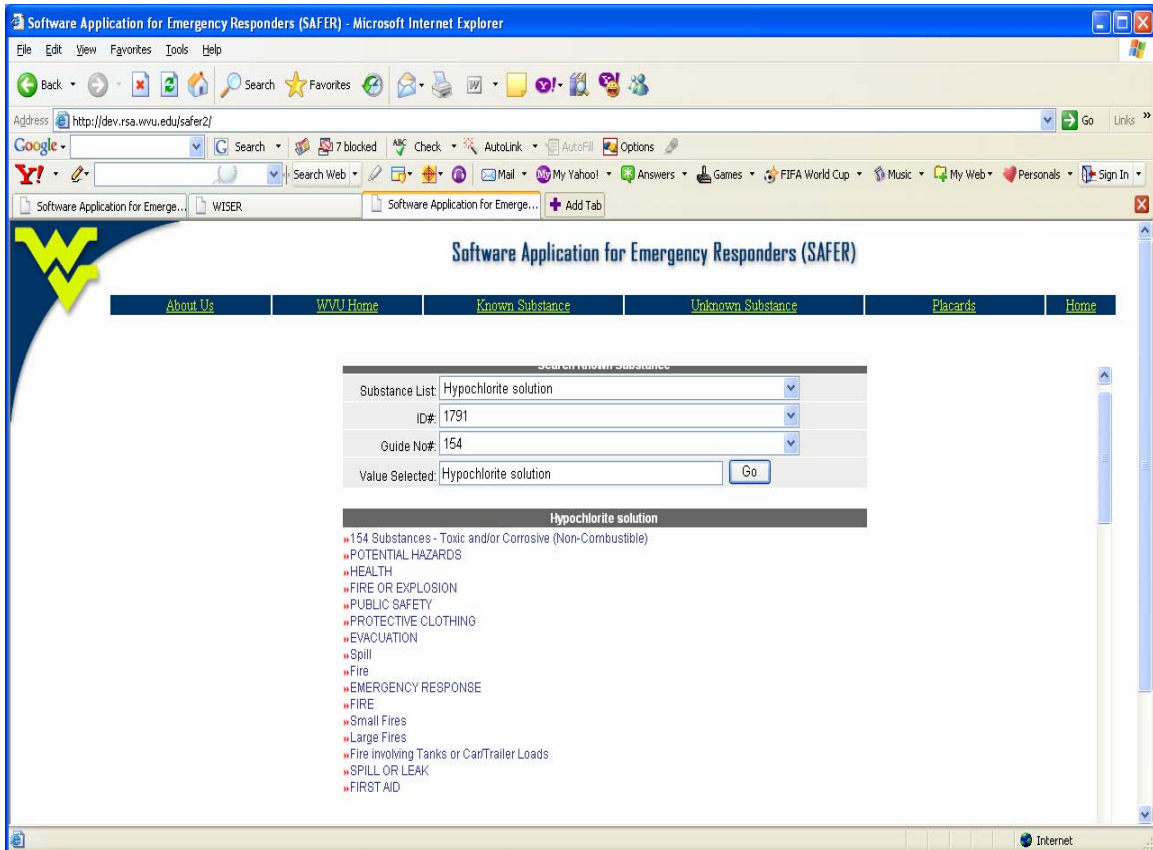 Software Application for Emergency Responders (SAFER) - Microsoft Internet Explorer
File Edit View Favorites Tools Help
Back Search Favorites
Address http://dev.rsa.wvu.edu/safer2/ Go Links »
Google Search 7 blocked ABC Check AutoLink AutoFill Options
Y! Search Web Mail My Yahoo! Answers Games FIFA World Cup Music My Web Personals Sign In
Software Application for Emerge... WISER Software Application for Emerge... Add Tab
Software Application for Emergency Responders (SAFER)
About Us WVU Home Known Substance Unknown Substance Placards Home
Search Known Substance
Substance List: Hypochlorite solution
ID#: 1791
Guide No#: 154
Value Selected: Hypochlorite solution Go
Hypochlorite solution
»154 Substances - Toxic and/or Corrosive (Non-Combustible)
»POTENTIAL HAZARDS
»HEALTH
»FIRE OR EXPLOSION
»PUBLIC SAFETY
»PROTECTIVE CLOTHING
»EVACUATION
»Spill
»Fire
»EMERGENCY RESPONSE
»FIRE
»Small Fires
»Large Fires
»Fire involving Tanks or Car/Trailer Loads
»SPILL OR LEAK
»FIRST AID
Internet